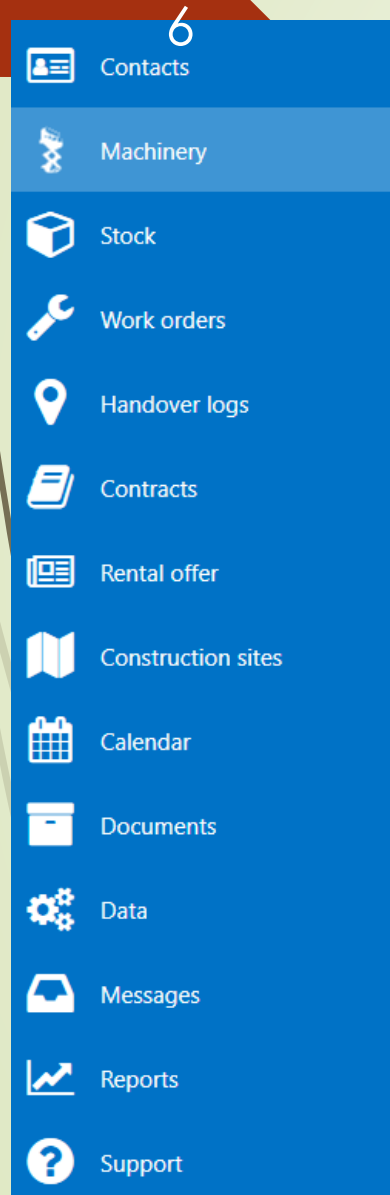 6
Contacts
Machinery
Stock
Work orders
Handover logs
Contracts
Rental offer
Construction sites
Calendar
Documents
Data
Messages
Reports
Support